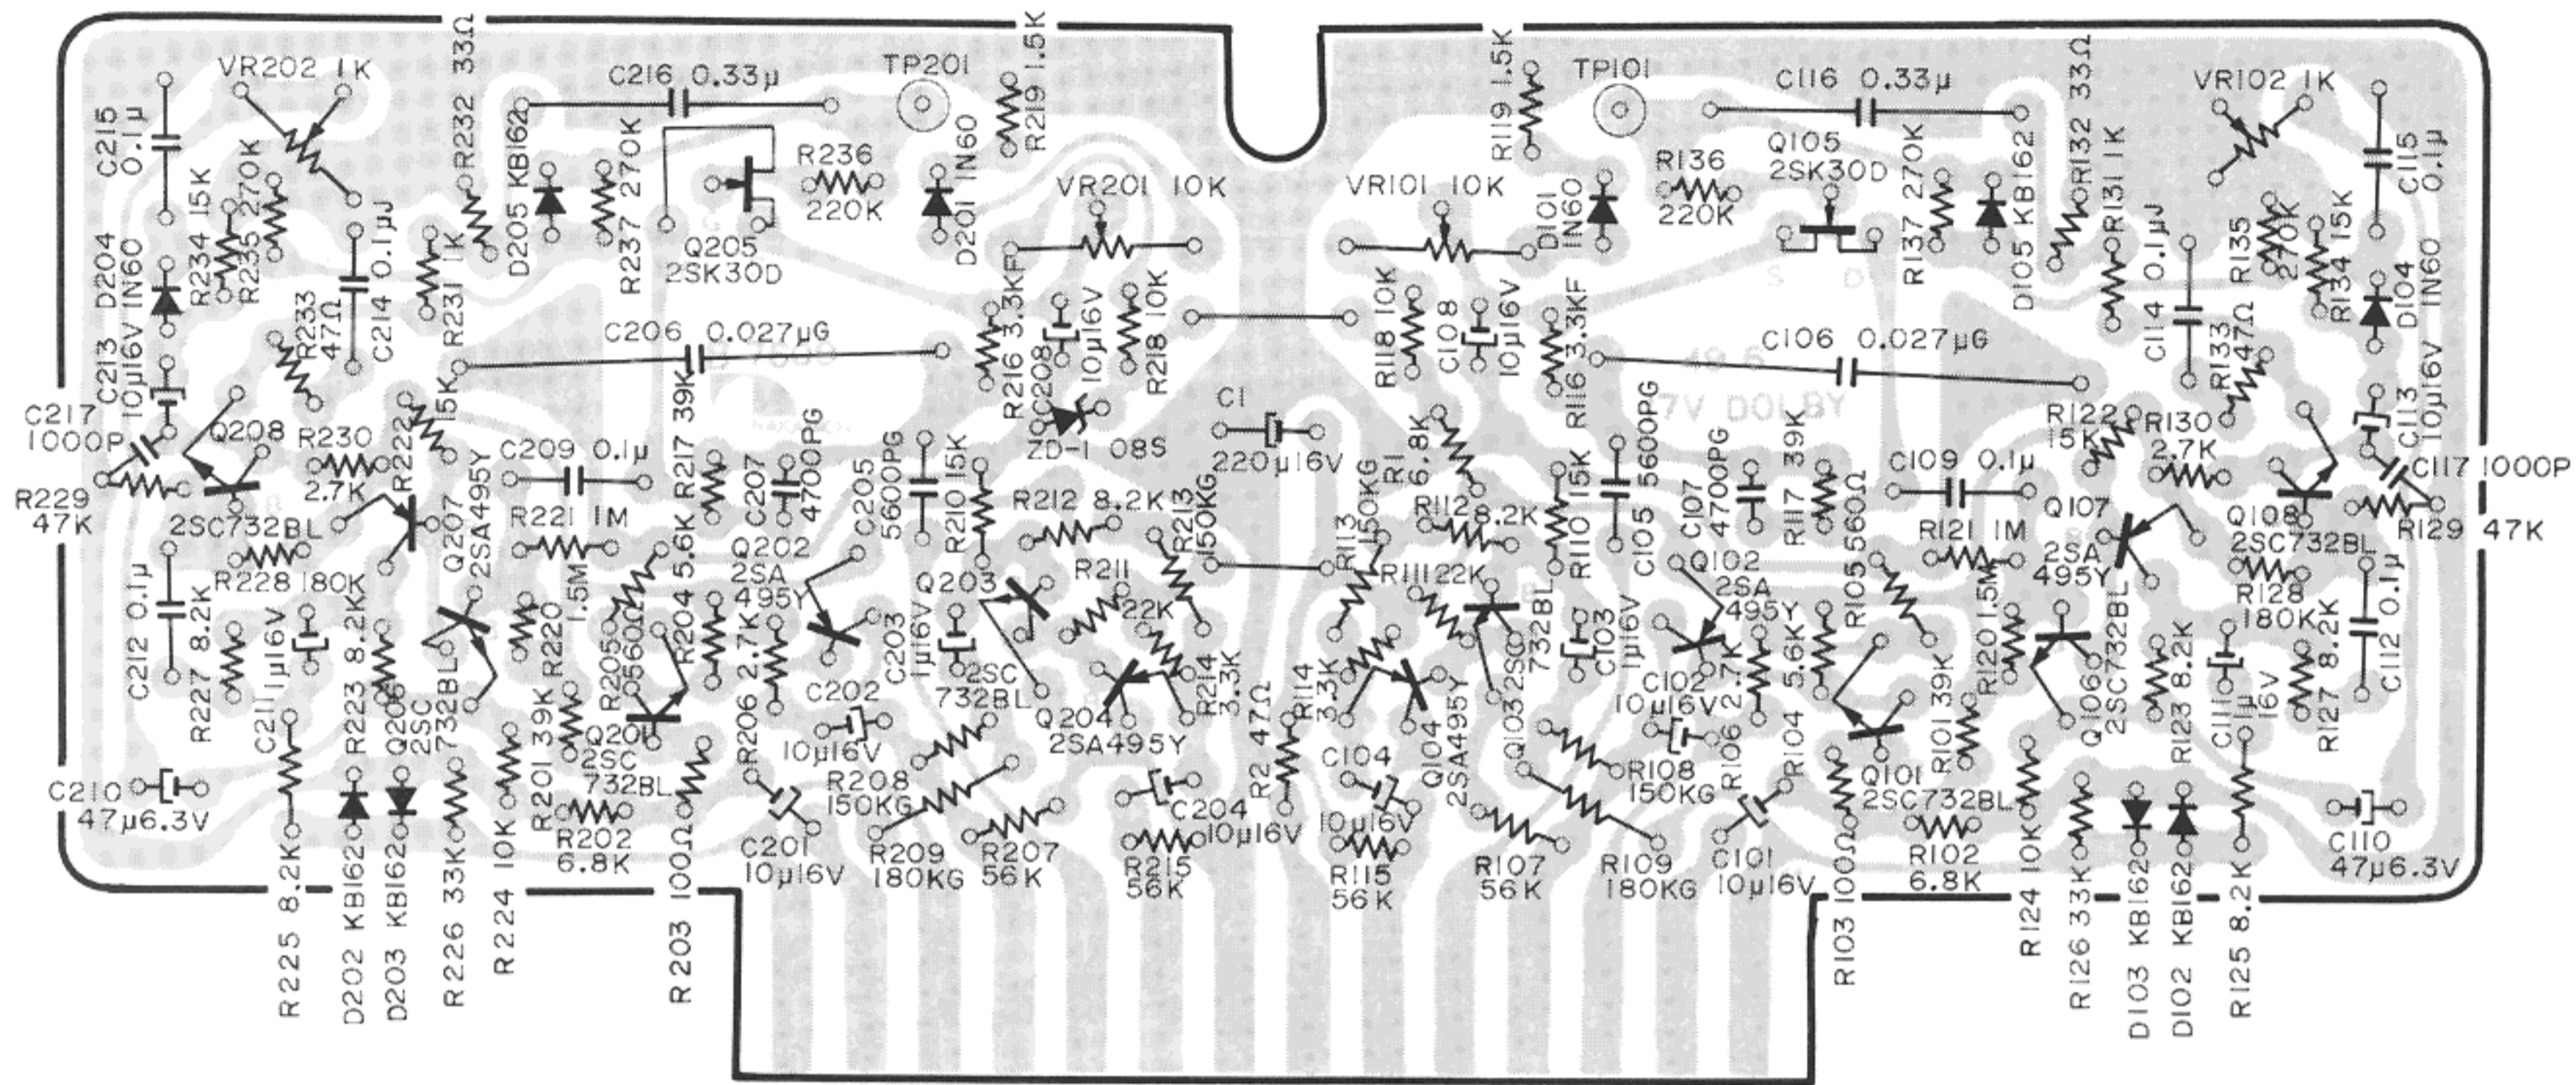 VR202 1K
R232 33Ω
C216 0.33µ
TP201
R219 1.5K
R119 1.5K
TP101
C116 0.33µ
R132 33Ω
VR102 1K
C215
0.1µ
R234 15K
R235 270K
D205 KB162
R237 270K
R236
220K
D201 IN60
VR201 10K
VR101 10K
D101
IN60
R136
220K
Q105
2SK30D
R137 270K
D105 KB162
R131 1K
C115
0.1µ
D204
IN60
C214 0.1µJ
R231 1K
Q205
2SK30D
S
D
C114 0.1µJ
R135
270K
R134 15K
D104
IN60
C213
10µ16V
R233
47Ω
C206 0.027µG
R216 3.3KF
C208
10µ16V
R218 10K
R118 10K
C108
10µ16V
R116 3.3KF
C106 0.027µG
R133
47Ω
C113
10µ16V
7V DOLBY
C217
1000P
Q208
2SC732BL
R230
2.7K
R222
15K
C209 0.1µ
R217 39K
C207
4700PG
C205
5600PG
R210 15K
ZD-1 08S
C1
220µ16V
R1
6.8K
R110 15K
C105 5600PG
C107
4700PG
R117 39K
C109 0.1µ
R122
15K
R130
2.7K
C117 1000P
R229
47K
Q207
2SA495Y
R221 1M
R212 8.2K
R213
150KG
R113
150KG
R112
8.2K
R105 560Ω
R121 1M
Q107
2SA
495Y
Q108
2SC732BL
R129 47K
C212 0.1µ
R228 180K
R204 5.6K
Q202
2SA
495Y
Q203
2SC
732BL
R211
22K
R111 22K
Q103 2SC
732BL
Q102
2SA
495Y
R128
180K
C112 0.1µ
R227 8.2K
C211 1µ16V
R223 8.2K
Q206
2SC
732BL
R220
1.5M
R205
560Ω
R206 2.7K
C203
1µ16V
R214
3.3K
R114
3.3K
C103
1µ16V
R106 2.7K
R104 5.6K
R120 1.5M
Q106
2SC732BL
R123 8.2K
C111
1µ
16V
R127 8.2K
R201 39K
Q201
2SC
732BL
C202
10µ16V
Q204
2SA495Y
R2 47Ω
C104
10µ16V
Q104
2SA495Y
C102
10µ16V
Q101
2SC732BL
R101 39K
C210
47µ6.3V
R202
6.8K
C201
10µ16V
R208
150KG
R209
180KG
R207
56K
C204
10µ16V
R215
56K
R115
56K
R107
56K
R108
150KG
R109
180KG
C101
10µ16V
R102
6.8K
C110
47µ6.3V
R225 8.2K
D202 KB162
D203 KB162
R226 33K
R224 10K
R203 100Ω
R103 100Ω
R124 10K
R126 33K
D103 KB162
D102 KB162
R125 8.2K